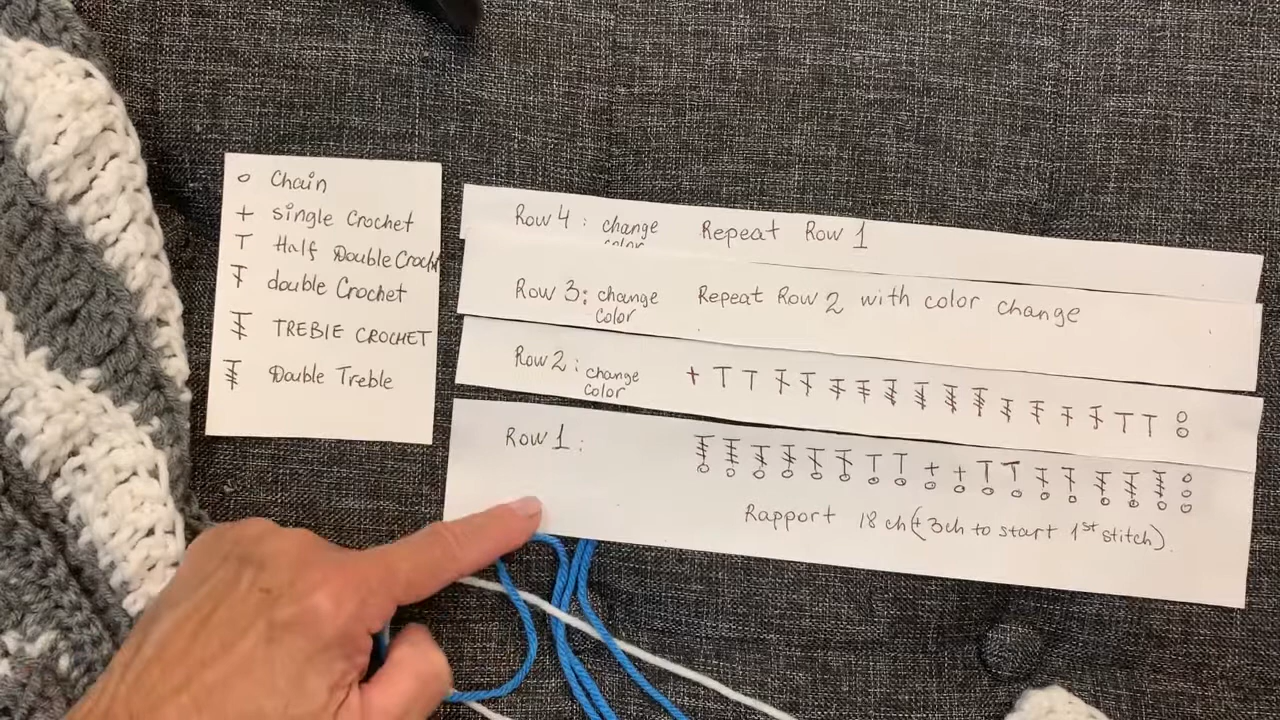 Chain
single Crochet
Half Double Croch
double Crochet
TREBLE CROCHET
Double Treble
Row 4 : change color Repeat Row 1
Row 3 : change color Repeat Row 2 with color change
Row 2 : change color
Row 1 :
Rapport 18 ch (+ 3ch to start 1st stitch).